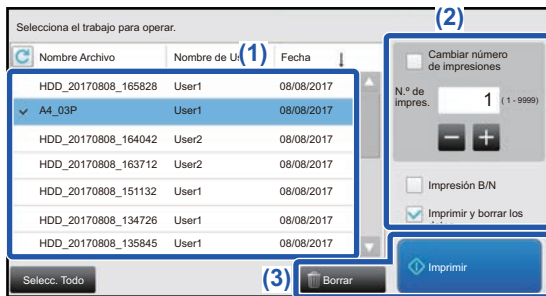 Selecciona el trabajo para operar.
(2)
Nombre Archivo Nombre de U (1) Fecha
HDD_20170808_165828 User1 08/08/2017
A4_03P User1 08/08/2017
HDD_20170808_164042 User2 08/08/2017
HDD_20170808_163712 User2 08/08/2017
HDD_20170808_151132 User1 08/08/2017
HDD_20170808_134726 User1 08/08/2017
HDD_20170808_135845 User1 08/08/2017
Cambiar número
de impresiones
N.º de
impres. 1 (1 - 9999)
Impresión B/N
Imprimir y borrar los
Selecc. Todo
(3)
Borrar
Imprimir